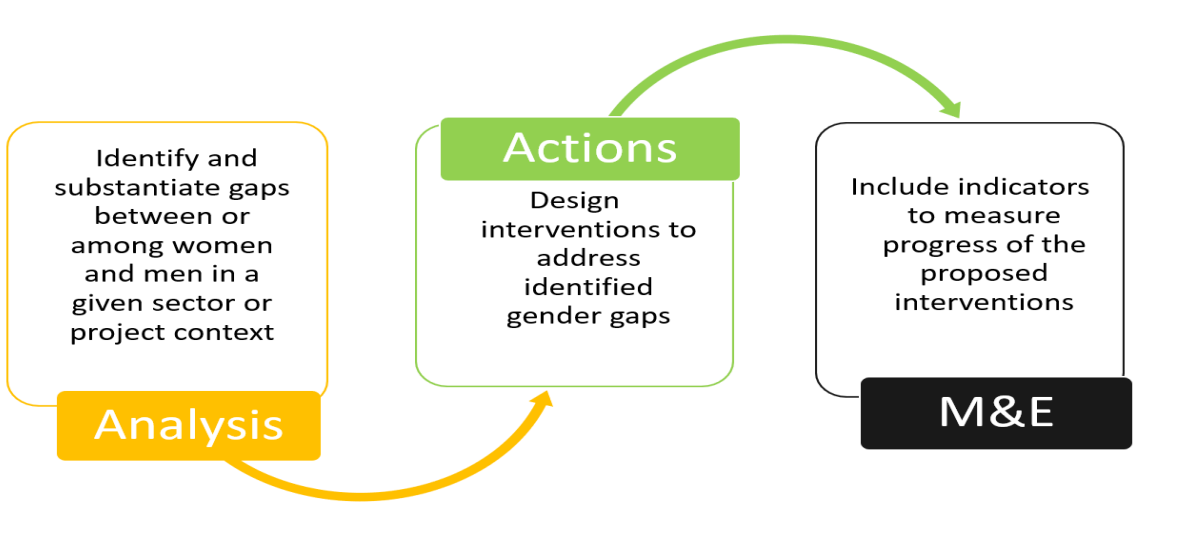 Identify and
substantiate gaps
between or
among women
and men in a
given sector or
project context
Analysis
Actions
Design
interventions to
address
identified
gender gaps
Include indicators
to measure
progress of the
proposed
interventions
M&E